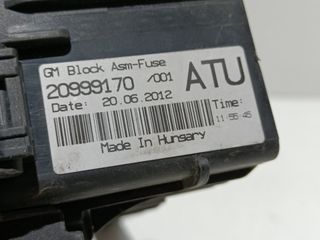 GM Block Asm-Fuse
20999170 /001 ATU
Date: 20.06.2012 Time:
11:55:45
Made In Hungary